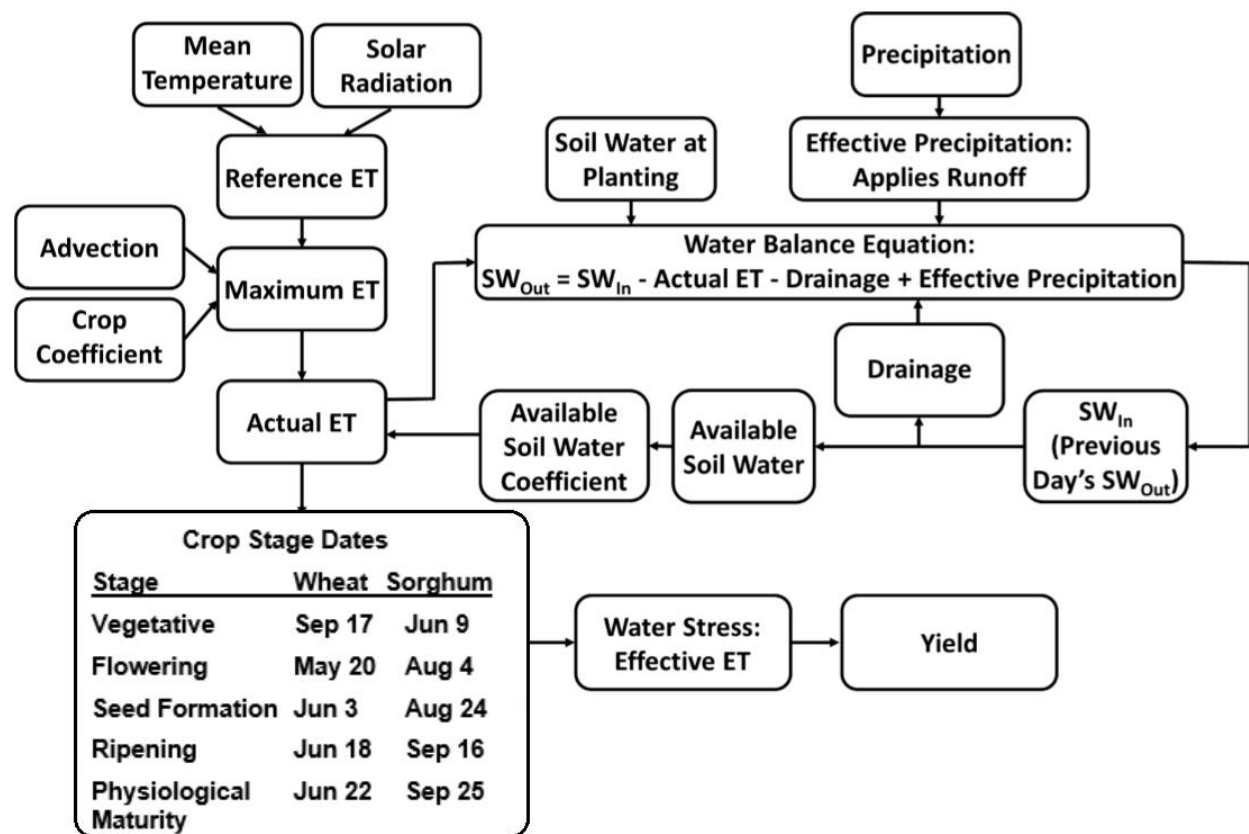 Mean
Temperature
Solar
Radiation
Precipitation
Reference ET
Soil Water at
Planting
Effective Precipitation:
Applies Runoff
Advection
Maximum ET
Water Balance Equation:
SW_Out = SW_In - Actual ET - Drainage + Effective Precipitation
Crop
Coefficient
Drainage
Actual ET
Available
Soil Water
Coefficient
Available
Soil Water
SW_In
(Previous
Day's SW_Out)
Crop Stage Dates
Stage Wheat Sorghum
Vegetative Sep 17 Jun 9
Flowering May 20 Aug 4
Seed Formation Jun 3 Aug 24
Ripening Jun 18 Sep 16
Physiological Jun 22 Sep 25
Maturity
Water Stress:
Effective ET
Yield